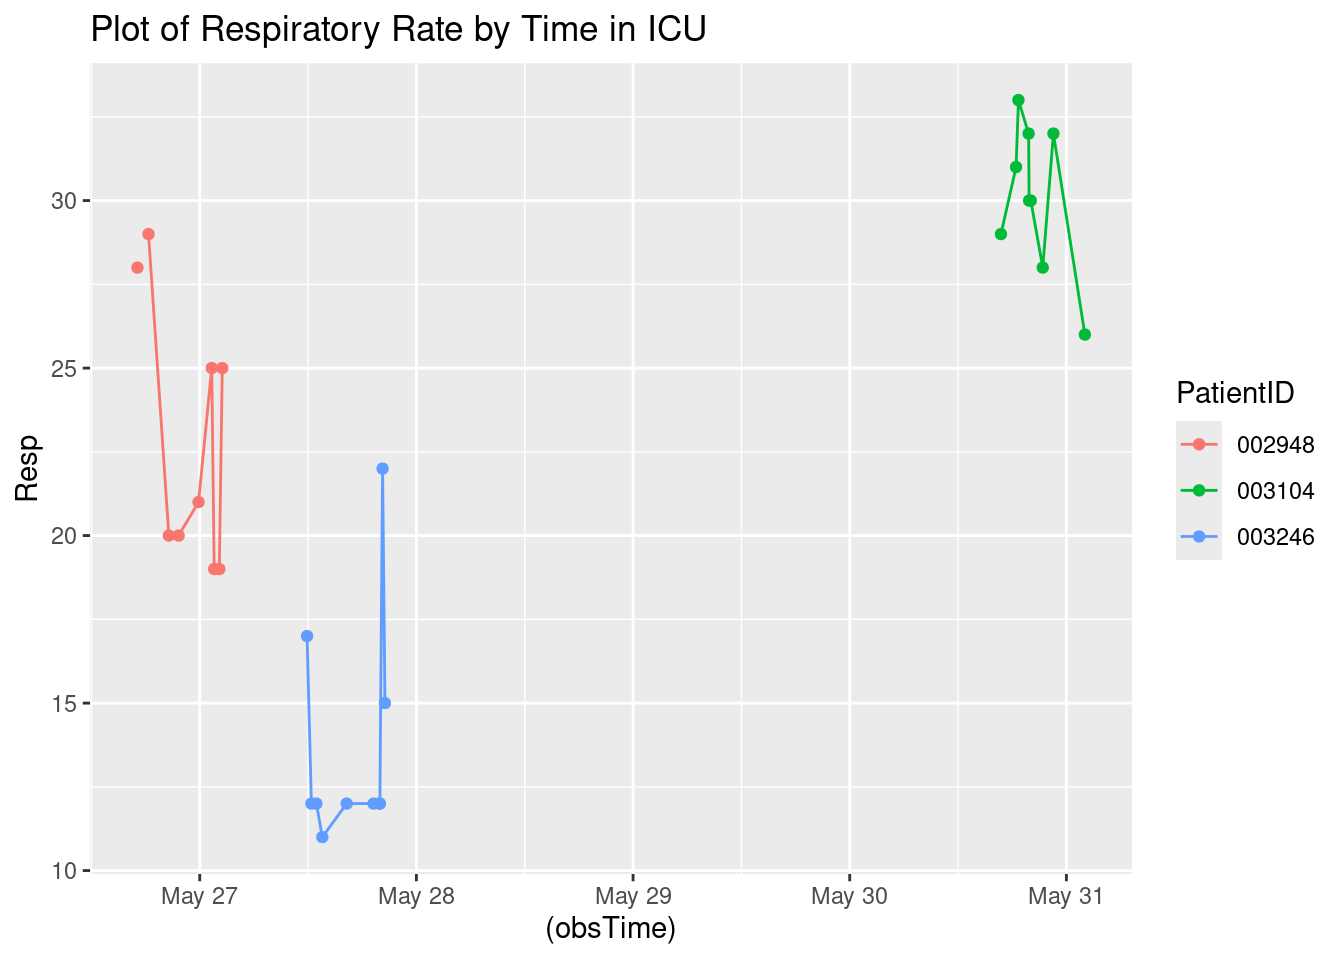 Plot of Respiratory Rate by Time in ICU
30
25
20
15
10
Resp
May 27 May 28 May 29 May 30 May 31
(obsTime)
PatientID
002948
003104
003246